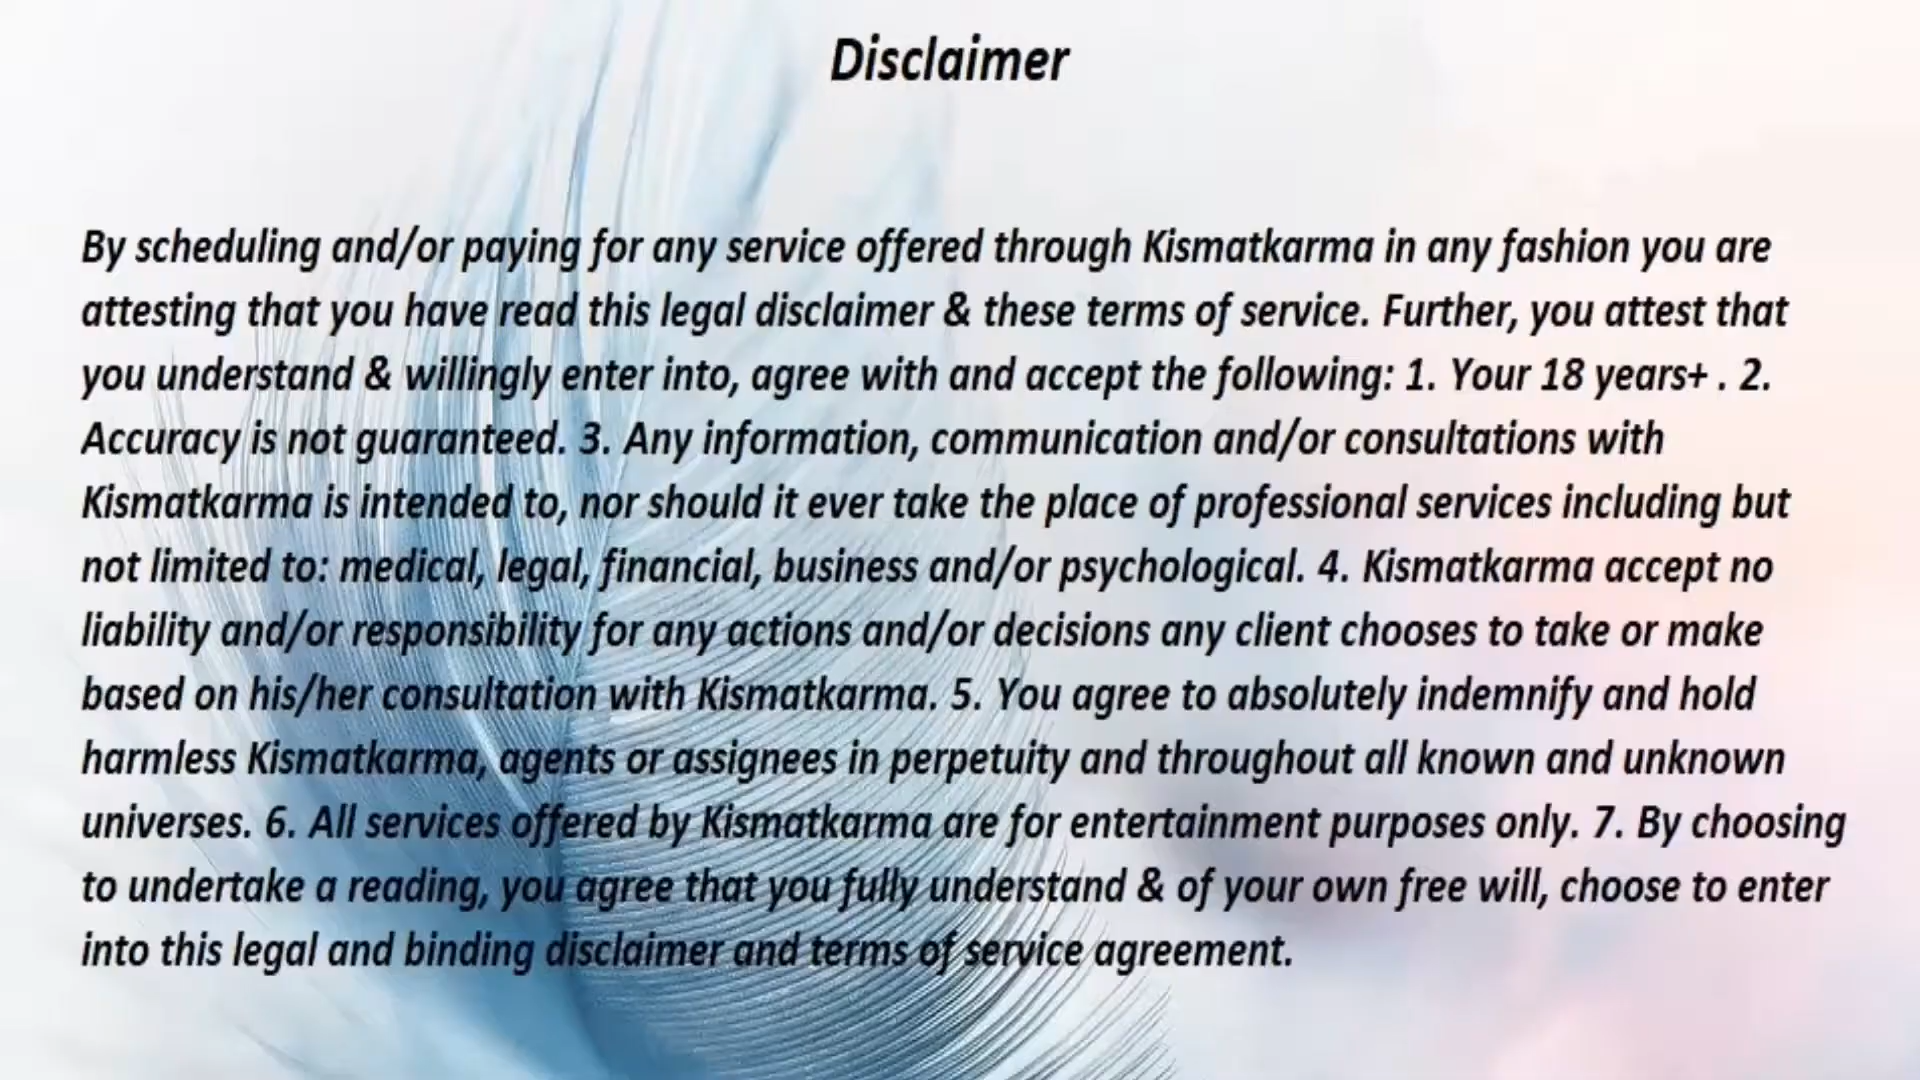 Disclaimer
By scheduling and/or paying for any service offered through Kismatkarma in any fashion you are
attesting that you have read this legal disclaimer & these terms of service. Further, you attest that
you understand & willingly enter into, agree with and accept the following: 1. Your 18 years+ . 2.
Accuracy is not guaranteed. 3. Any information, communication and/or consultations with
Kismatkarma is intended to, nor should it ever take the place of professional services including but
not limited to: medical, legal, financial, business and/or psychological. 4. Kismatkarma accept no
liability and/or responsibility for any actions and/or decisions any client chooses to take or make
based on his/her consultation with Kismatkarma. 5. You agree to absolutely indemnify and hold
harmless Kismatkarma, agents or assignees in perpetuity and throughout all known and unknown
universes. 6. All services offered by Kismatkarma are for entertainment purposes only. 7. By choosing
to undertake a reading, you agree that you fully understand & of your own free will, choose to enter
into this legal and binding disclaimer and terms of service agreement.